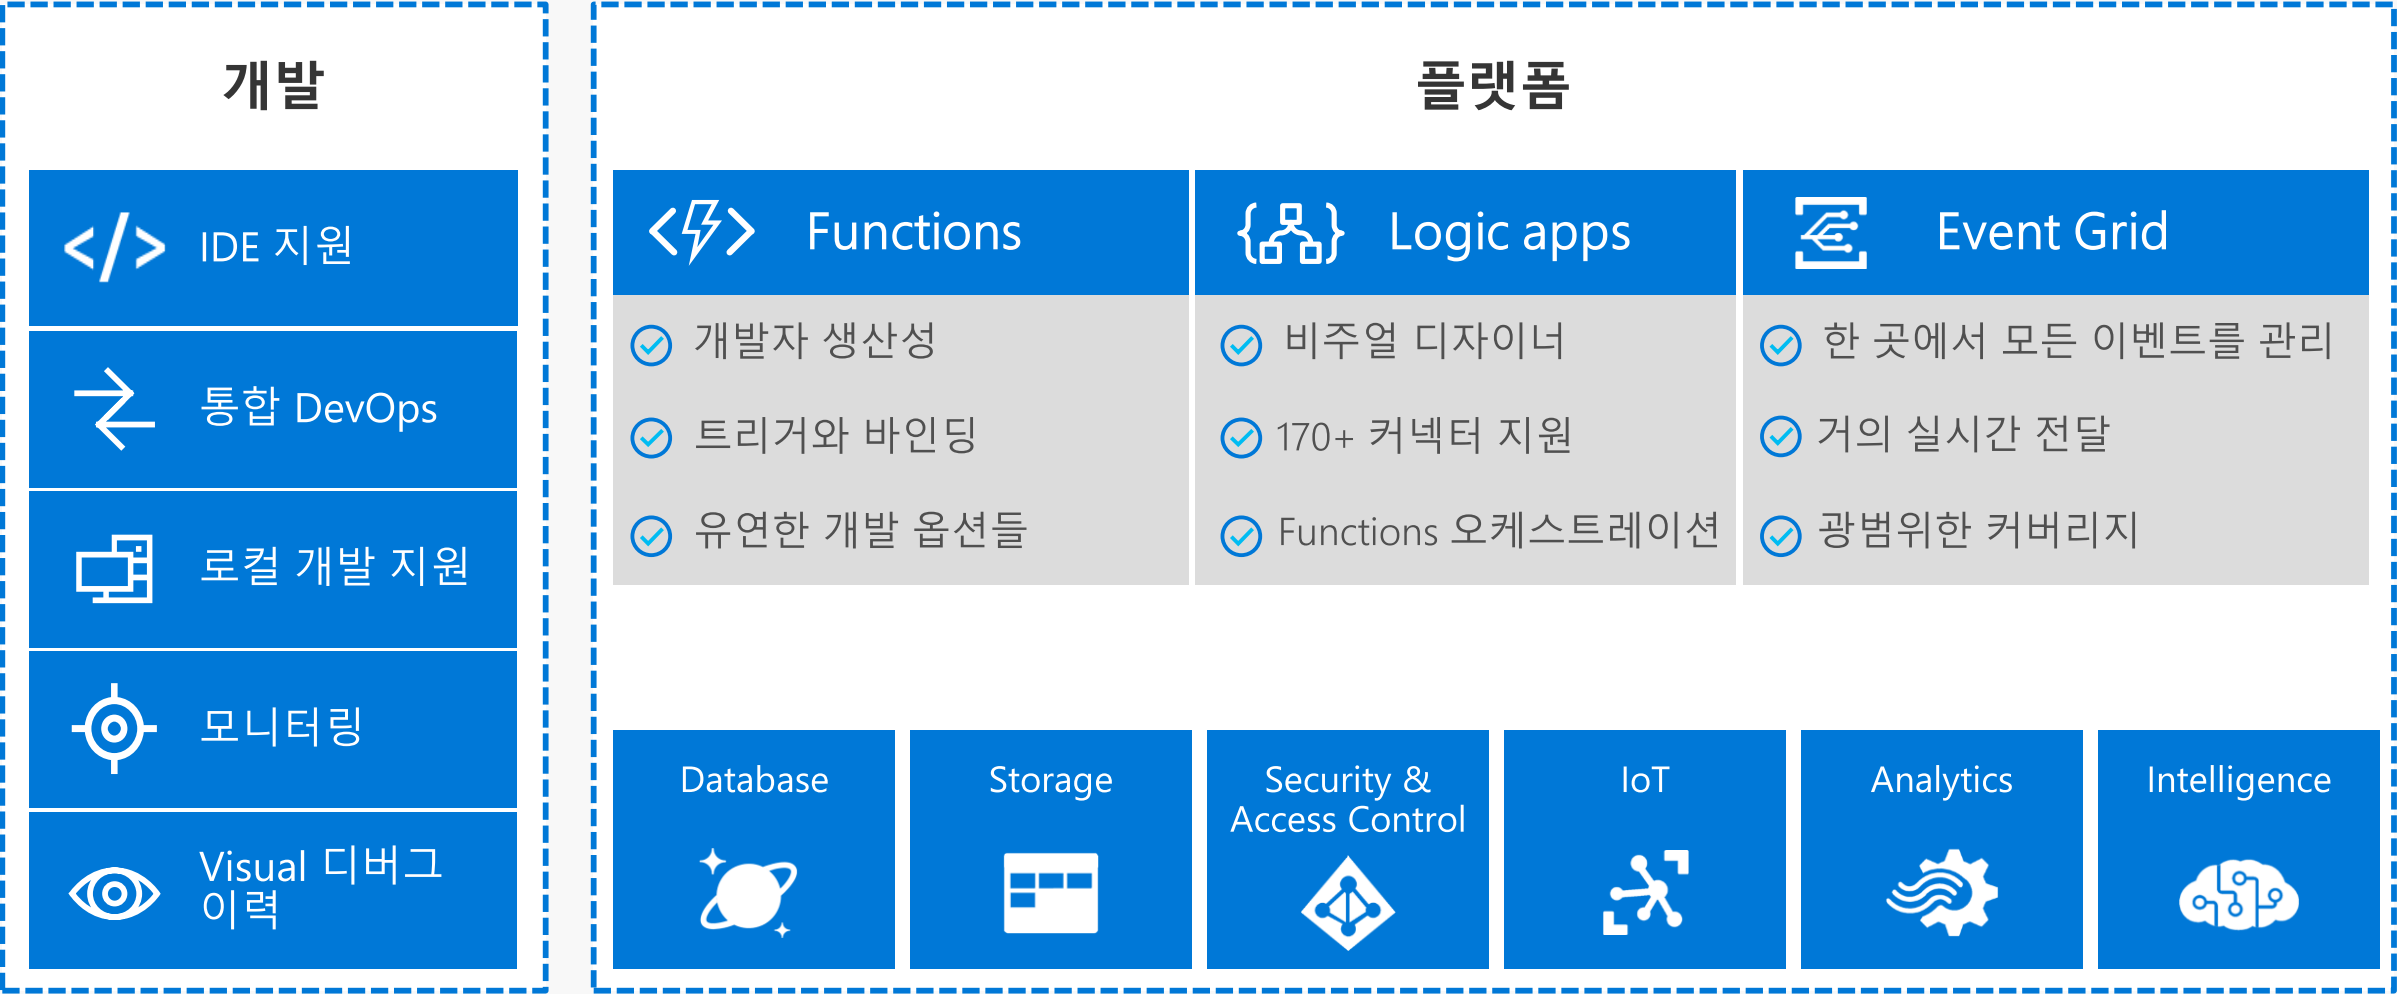 개발
IDE 지원
통합 DevOps
로컬 개발 지원
모니터링
Visual 디버그
이력
플랫폼
Functions
개발자 생산성
트리거와 바인딩
유연한 개발 옵션들
Logic apps
비주얼 디자이너
170+ 커넥터 지원
Functions 오케스트레이션
Event Grid
한 곳에서 모든 이벤트를 관리
거의 실시간 전달
광범위한 커버리지
Database
Storage
Security &
Access Control
IoT
Analytics
Intelligence